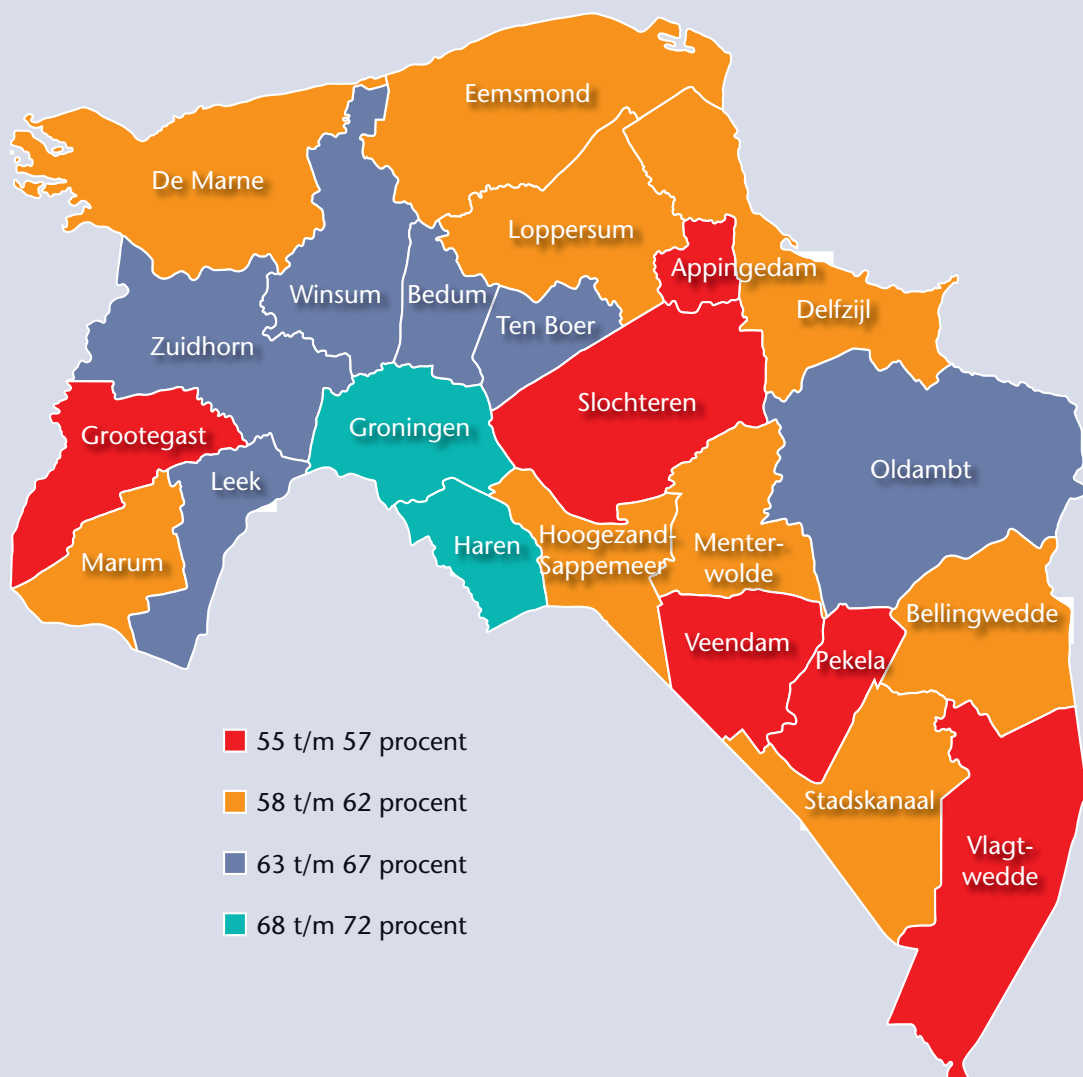 Eemsmond
De Marne
Loppersum
Appingedam
Winsum
Bedum
Delfzijl
Ten Boer
Zuidhorn
Slochteren
Groningen
Grootegast
Oldambt
Leek
Hoogezand-
Sappemeer
Menter-
wolde
Haren
Marum
Bellingwedde
Veendam
Pekela
55 t/m 57 procent
58 t/m 62 procent
Stadskanaal
Vlagt-
wedde
63 t/m 67 procent
68 t/m 72 procent